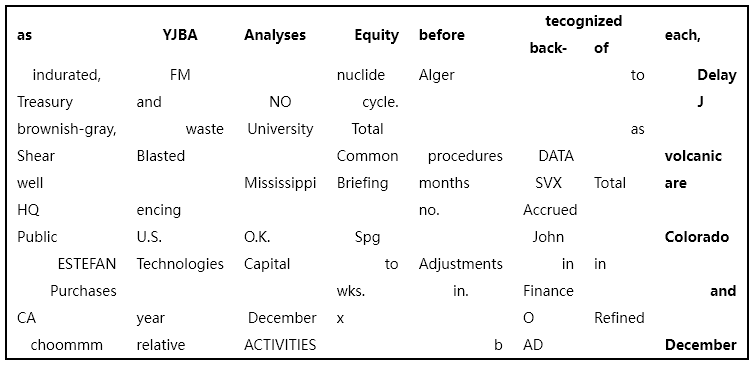 tecognized
as YJBA Analyses Equity before each,
back- of
indurated, FM nuclide Alger to Delay
Treasury and NO cycle. J
brownish-gray, waste University Total as
Shear Blasted Common procedures DATA volcanic
well Mississippi Briefing months SVX Total are
HQ encing no. Accrued
Public U.S. O.K. Spg John Colorado
ESTEFAN Technologies Capital to Adjustments in in
Purchases wks. in. Finance and
CA year December x O Refined
choommm relative ACTIVITIES b AD December